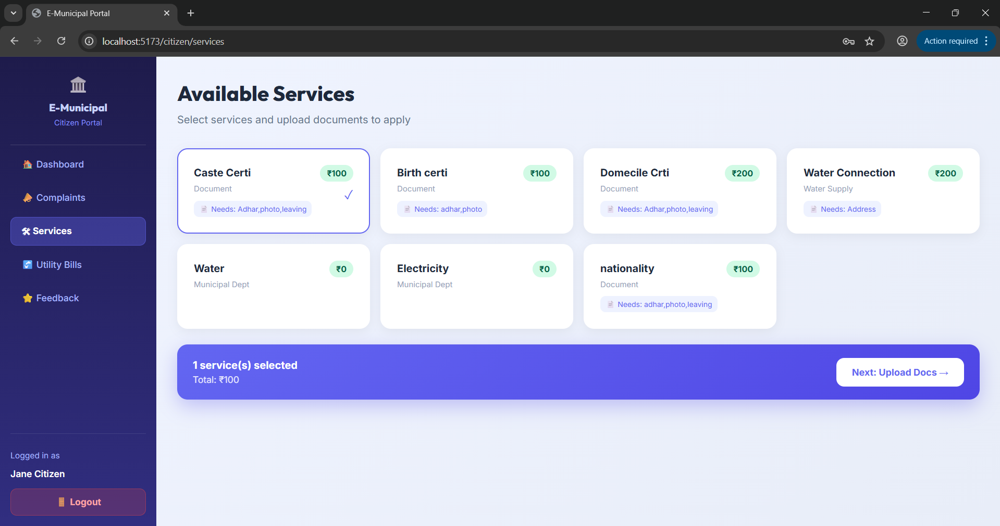 E-Municipal Portal
localhost:5173/citizen/services
Action required
E-Municipal
Citizen Portal
Dashboard
Complaints
Services
Utility Bills
Feedback
Logged in as
Jane Citizen
Logout
Available Services
Select services and upload documents to apply
Caste Certi ₹100
Document
✓
Needs: Adhar,photo,leaving
Birth certi ₹100
Document
Needs: adhar,photo
Domecile Crti ₹200
Document
Needs: Adhar,photo,leaving
Water Connection ₹200
Water Supply
Needs: Address
Water ₹0
Municipal Dept
Electricity ₹0
Municipal Dept
nationality ₹100
Document
Needs: adhar,photo,leaving
1 service(s) selected
Total: ₹100
Next: Upload Docs →